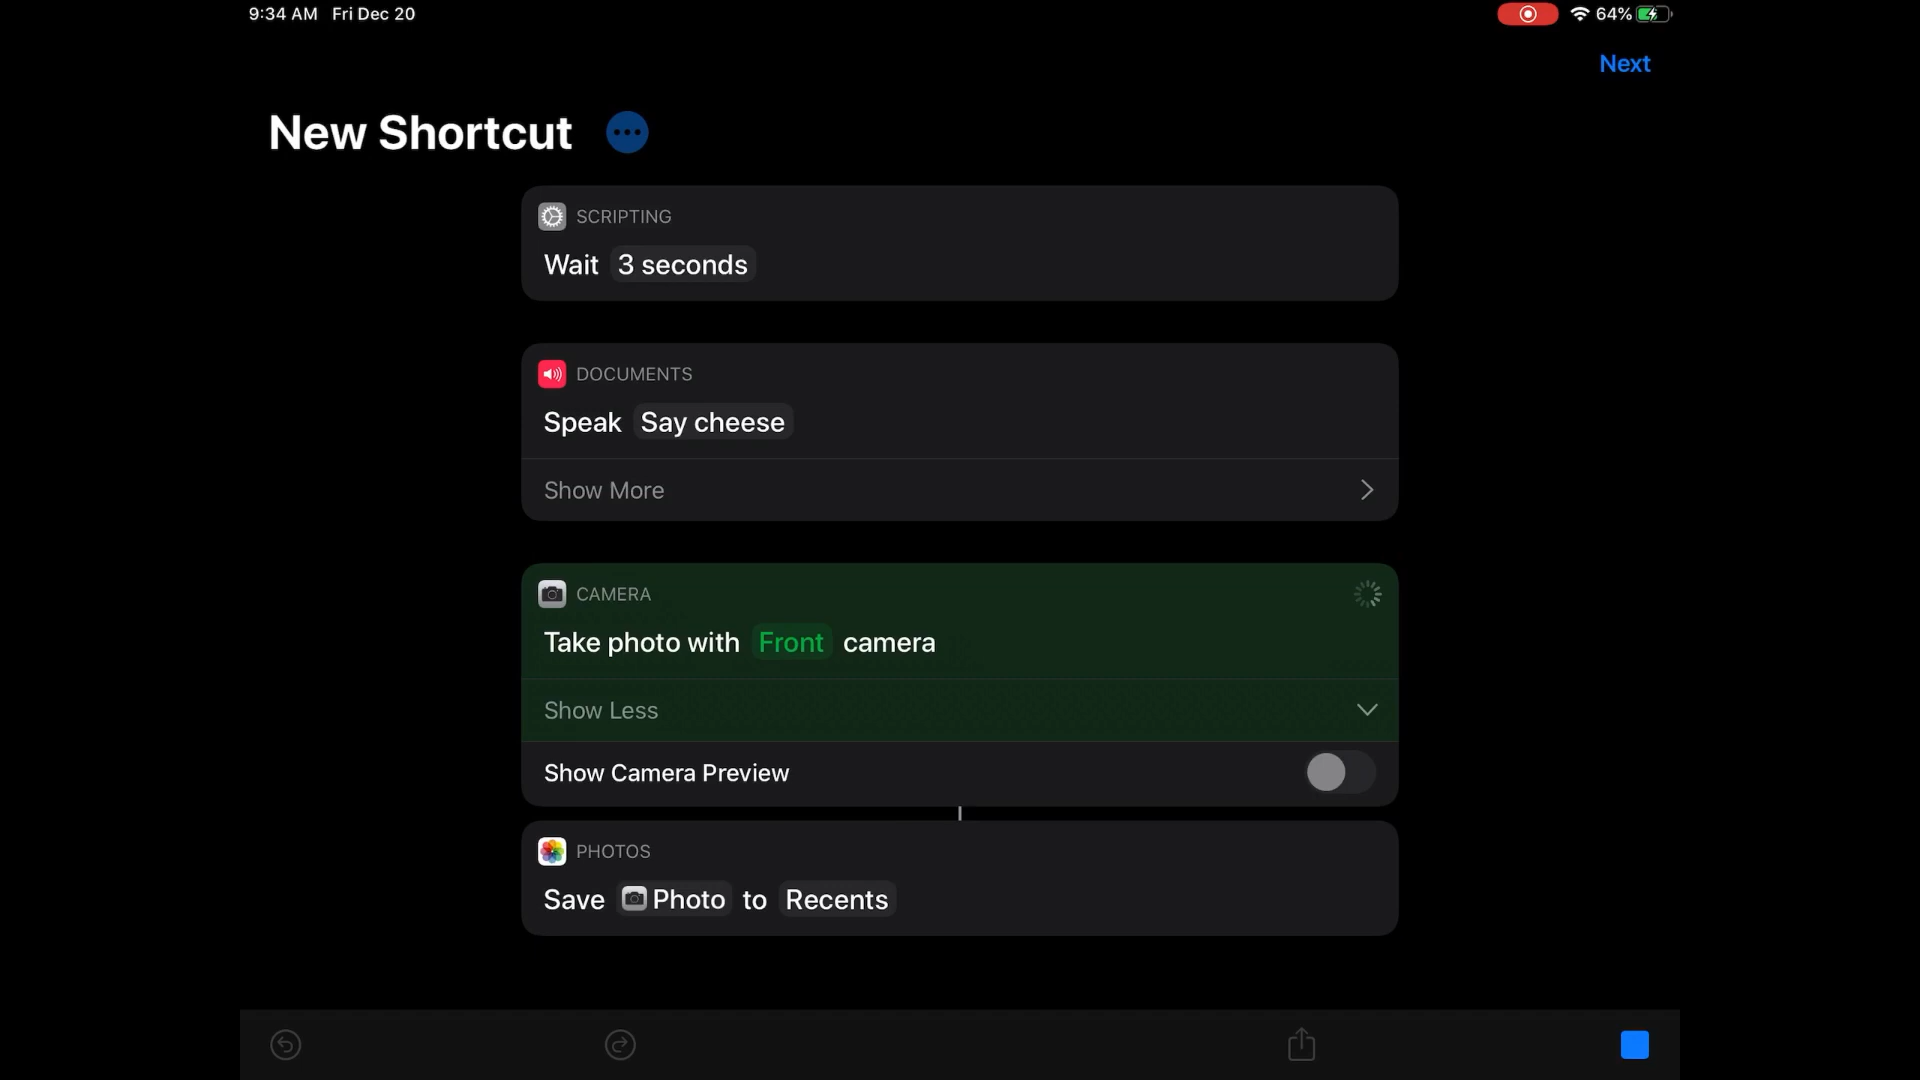 9:34 AM Fri Dec 20 64%
Next
New Shortcut
SCRIPTING
Wait 3 seconds
DOCUMENTS
Speak Say cheese
Show More
CAMERA
Take photo with Front camera
Show Less
Show Camera Preview
PHOTOS
Save Photo to Recents